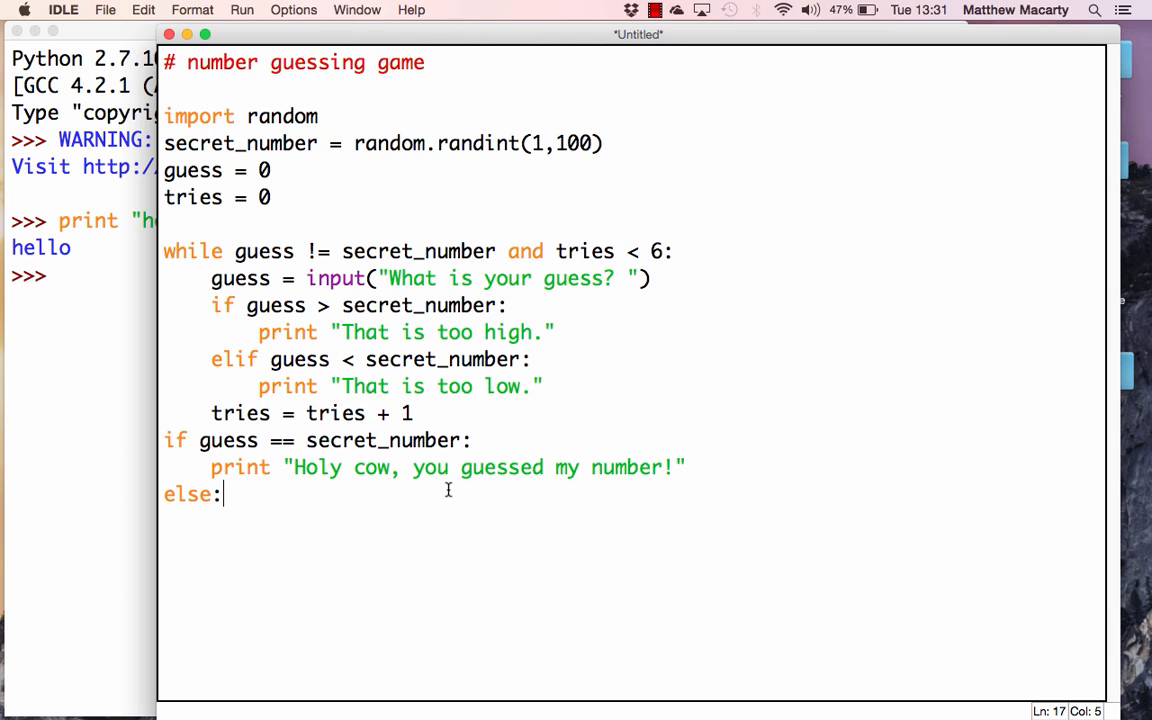 IDLE File Edit Format Run Options Window Help 47% Tue 13:31 Matthew Macarty
*Untitled*
Python 2.7.10
[GCC 4.2.1 (
Type "copyri
>>> WARNING:
Visit http:/
>>> print "h
hello
>>>
# number guessing game
import random
secret_number = random.randint(1,100)
guess = 0
tries = 0
while guess != secret_number and tries < 6:
    guess = input("What is your guess? ")
    if guess > secret_number:
        print "That is too high."
    elif guess < secret_number:
        print "That is too low."
    tries = tries + 1
if guess == secret_number:
    print "Holy cow, you guessed my number!"
else:
Ln: 17 Col: 5